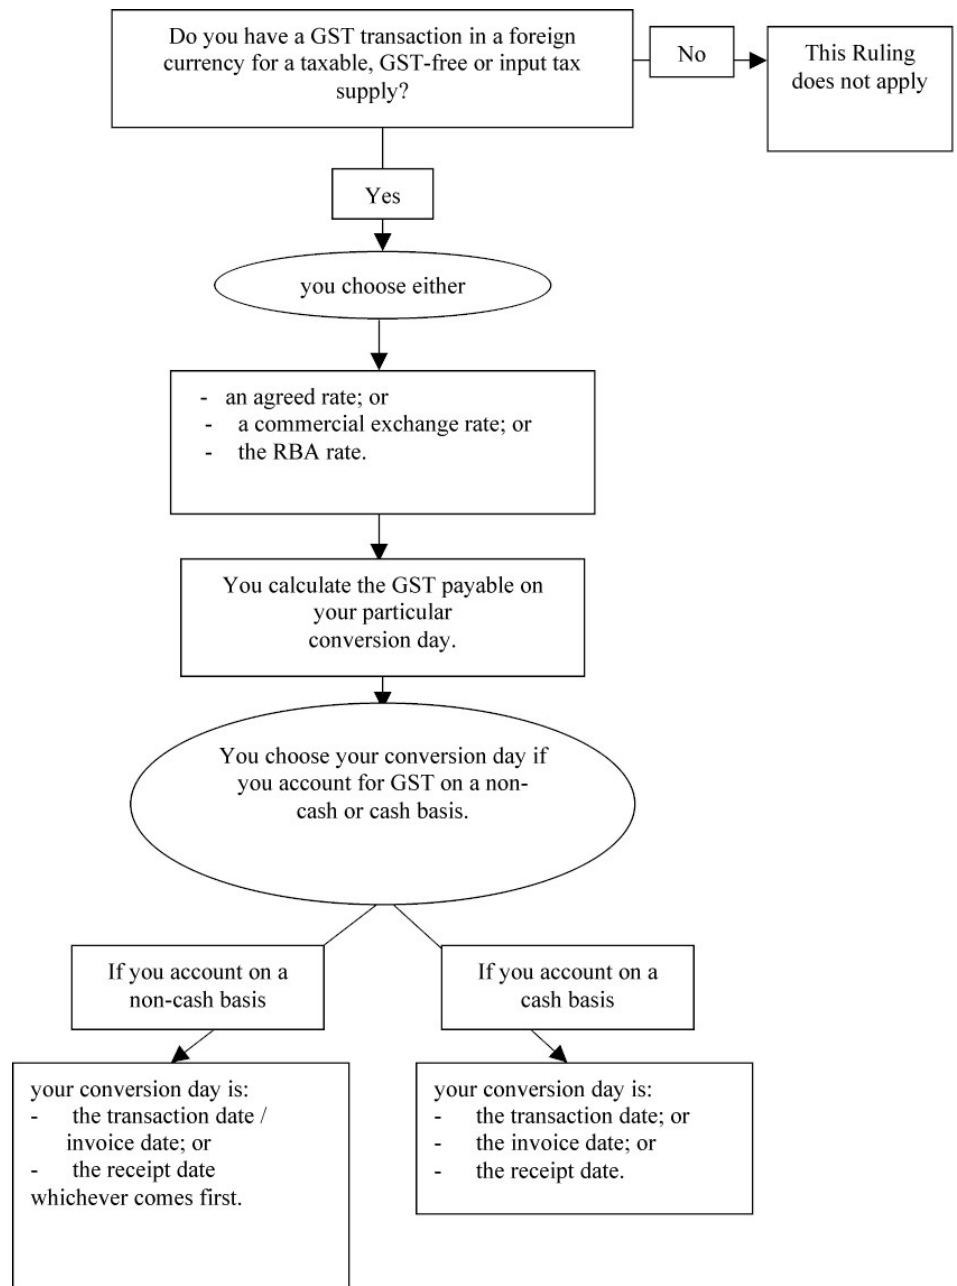 Do you have a GST transaction in a foreign
currency for a taxable, GST-free or input tax
supply?
No
This Ruling
does not apply
Yes
you choose either
- an agreed rate; or
- a commercial exchange rate; or
- the RBA rate.
You calculate the GST payable on
your particular
conversion day.
You choose your conversion day if
you account for GST on a non-
cash or cash basis.
If you account on a
non-cash basis
If you account on a
cash basis
your conversion day is:
- the transaction date /
invoice date; or
- the receipt date
whichever comes first.
your conversion day is:
- the transaction date; or
- the invoice date; or
- the receipt date.